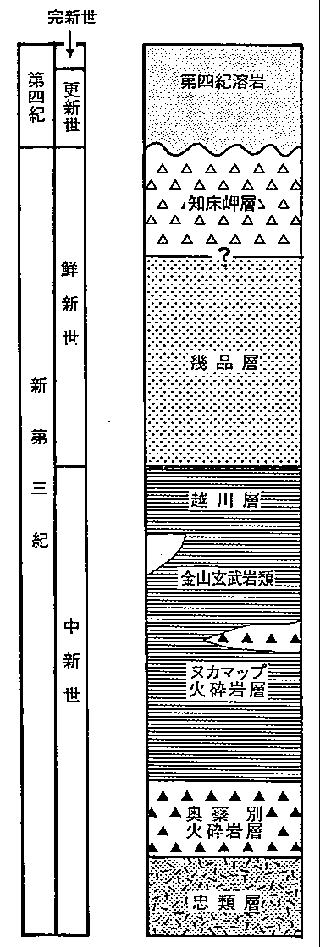 完新世
第四紀
更新世
新第三紀
鮮新世
中新世
第四紀溶岩
知床岬層
?
幾品層
越川層
金山玄武岩類
ヌカマップ
火砕岩層
奥蘂別
火砕岩層
忠類層